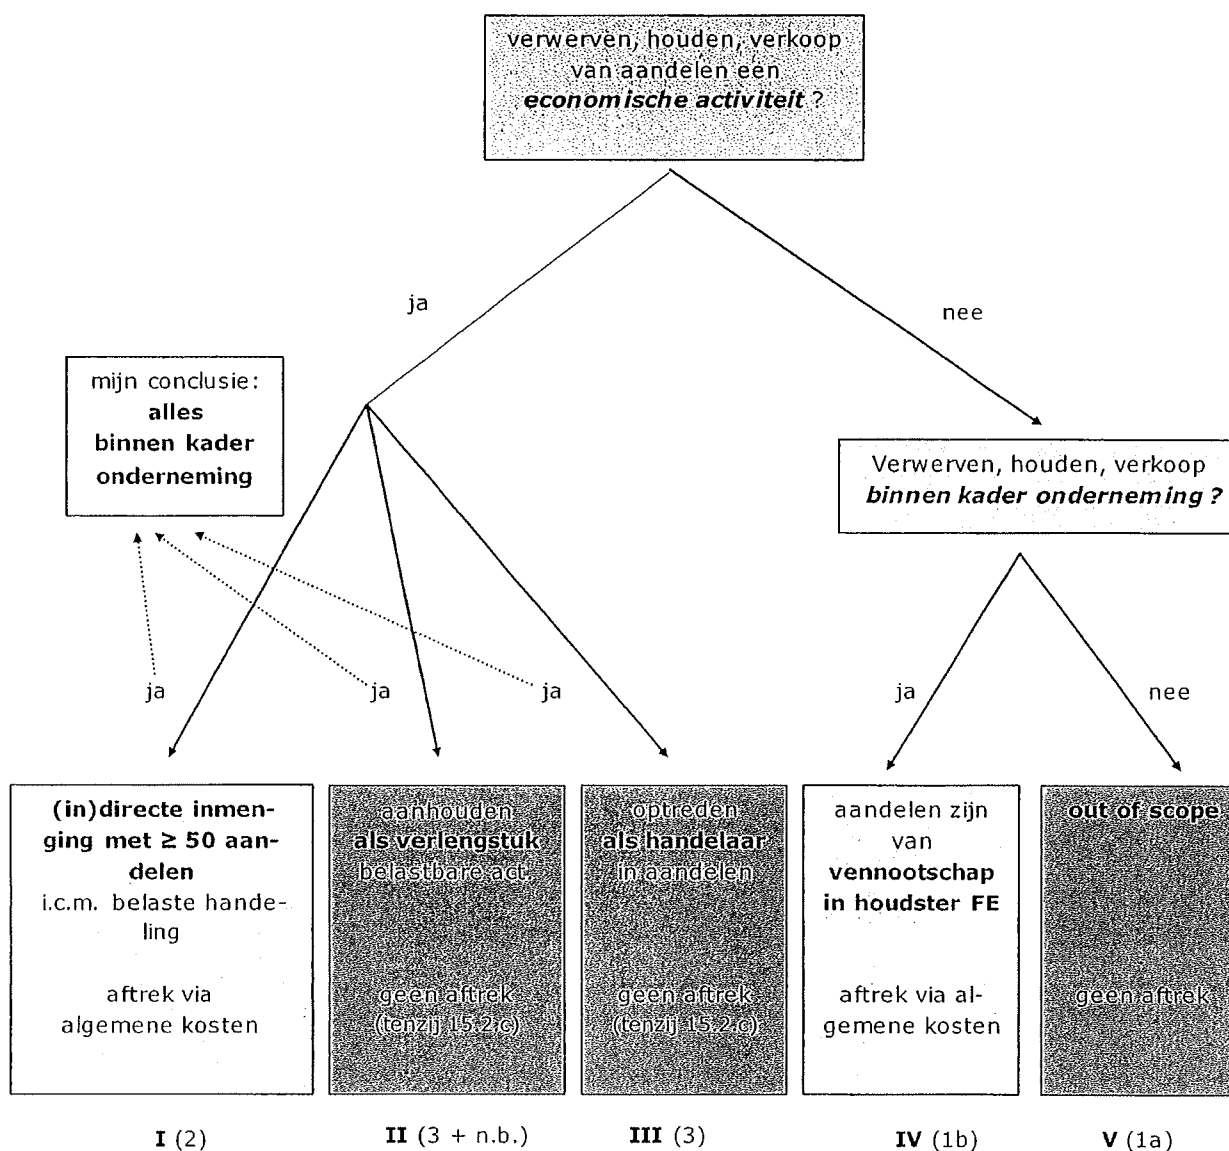 verwerven, houden, verkoop
van aandelen een
economische activiteit ?
ja
nee
mijn conclusie:
alles
binnen kader
onderneming
Verwerven, houden, verkoop
binnen kader onderneming ?
ja
ja
ja
ja
nee
(in)directe inmen-
ging met ≥ 50 aan-
delen
i.c.m. belaste hande-
ling
aftrek via
algemene kosten
aanhouden
als verlengstuk
belastbare act.
geen aftrek
(tenzij 15.2.c)
optreden
als handelaar
in aandelen
geen aftrek
(tenzij 15.2.c)
aandelen zijn
van
vennootschap
in houdster FE
aftrek via al-
gemene kosten
out of scope
geen aftrek
I (2)
II (3 + n.b.)
III (3)
IV (1b)
V (1a)